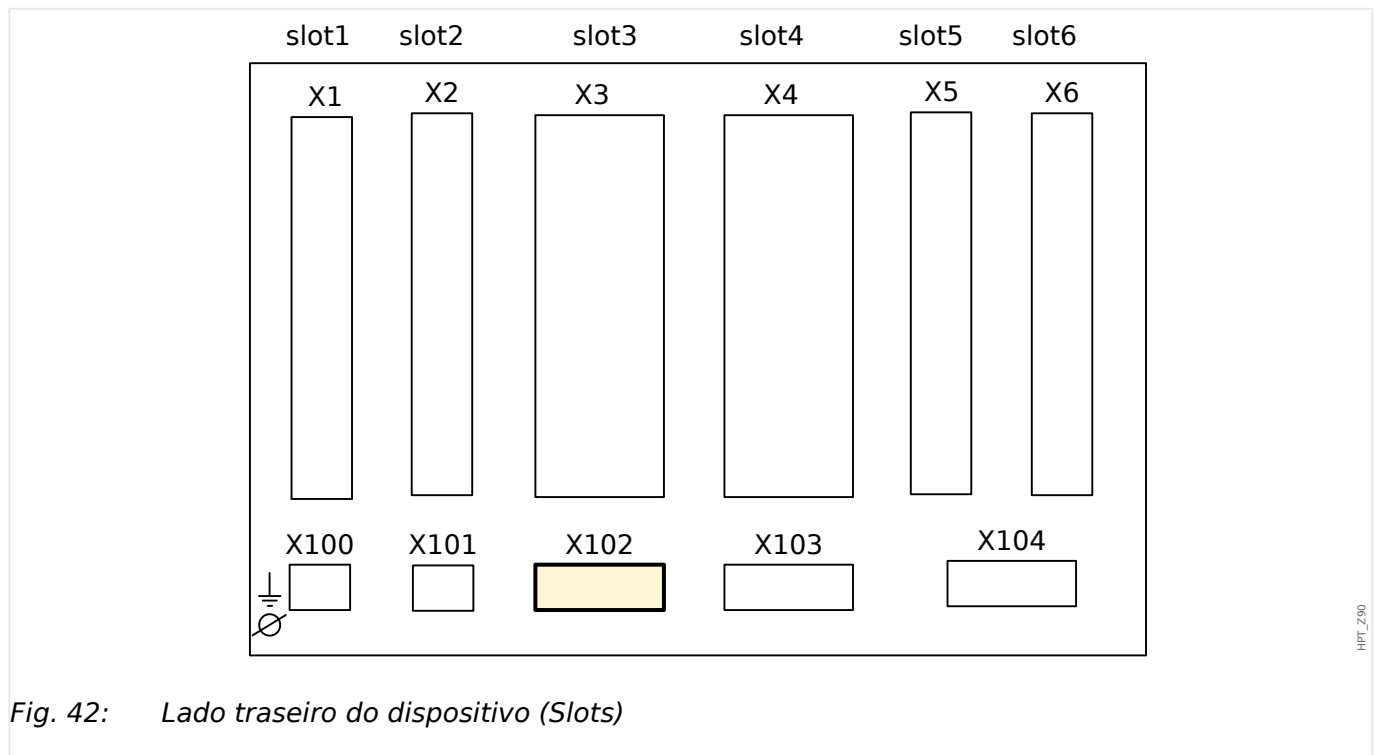 slot1 slot2 slot3 slot4 slot5 slot6
X1 X2 X3 X4 X5 X6
X100 X101 X102 X103 X104
HPT_Z90
Fig. 42: Lado traseiro do dispositivo (Slots)